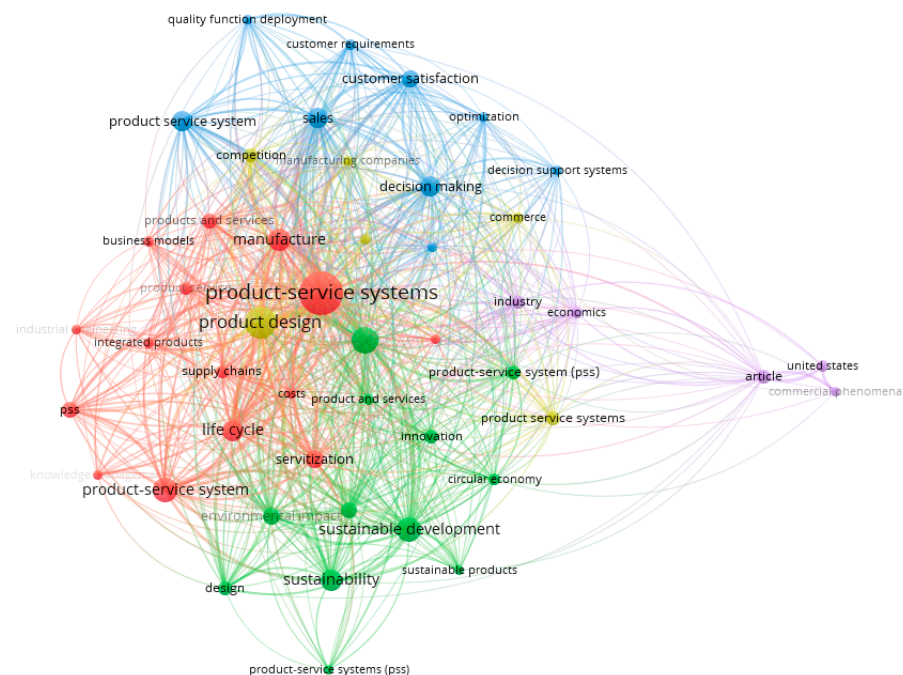 quality function deployment
customer requirements
customer satisfaction
optimization
sales
product service system
competition
manufacturing companies
decision support systems
decision making
commerce
products and services
business models
manufacture
product-service systems
industry
economics
product design
integrated products
supply chains
product-service system (pss)
article
united states
commercial phenomena
costs
product and services
pss
product service systems
life cycle
innovation
servitization
circular economy
product-service system
environmental impact
sustainable development
sustainable products
sustainability
design
product-service systems (pss)